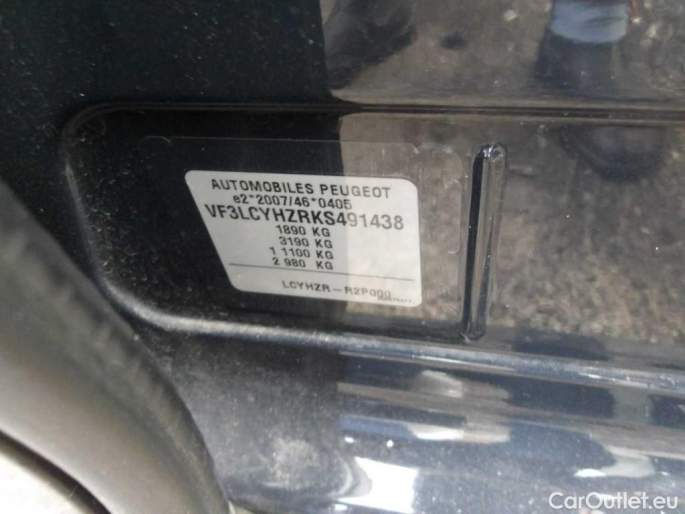 AUTOMOBILES PEUGEOT
e2*2007/46*0405
VF3LCYHZRKS491438
1890 KG
3190 KG
1 1100 KG
2 980 KG
LCYHZR-R2P000.....
CarOutlet.eu